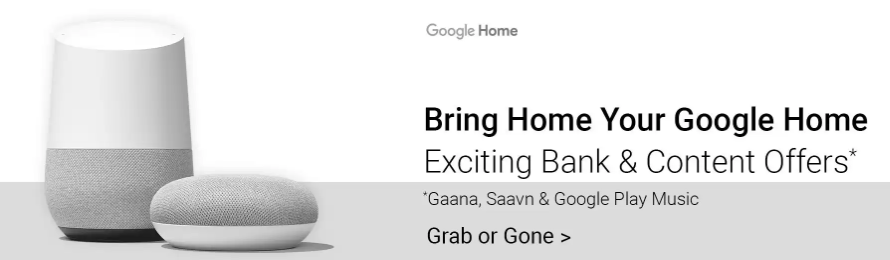 Google Home
Bring Home Your Google Home
Exciting Bank & Content Offers*
*Gaana, Saavn & Google Play Music
Grab or Gone >